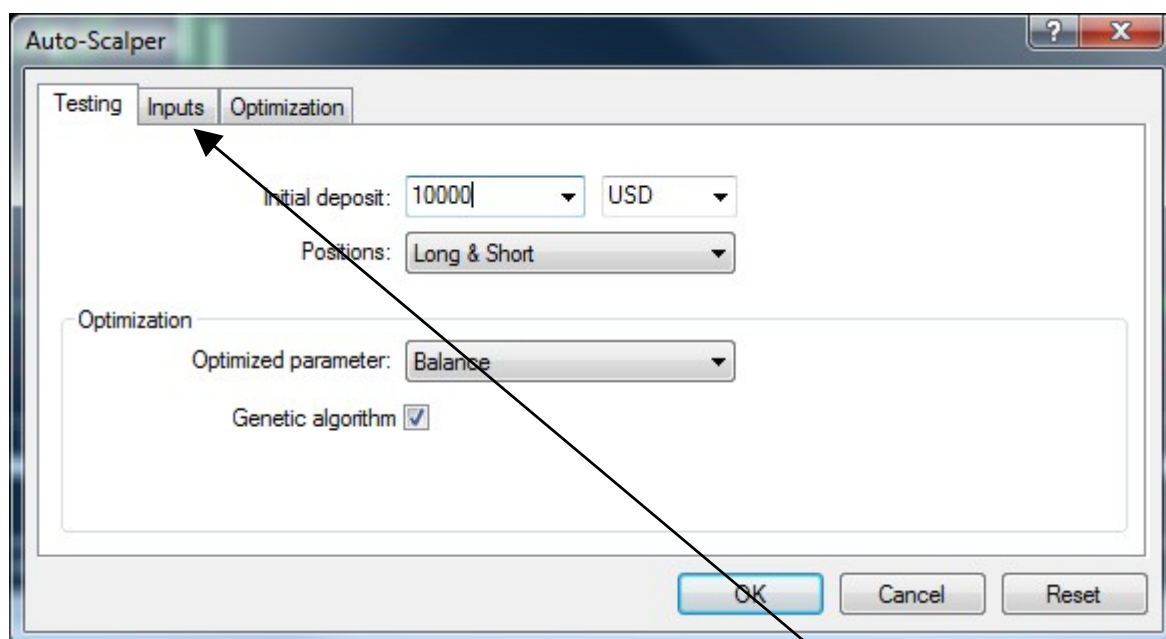 Auto-Scalper
Testing Inputs Optimization
Initial deposit: 10000 USD
Positions: Long & Short
Optimization
Optimized parameter: Balance
Genetic algorithm
OK Cancel Reset